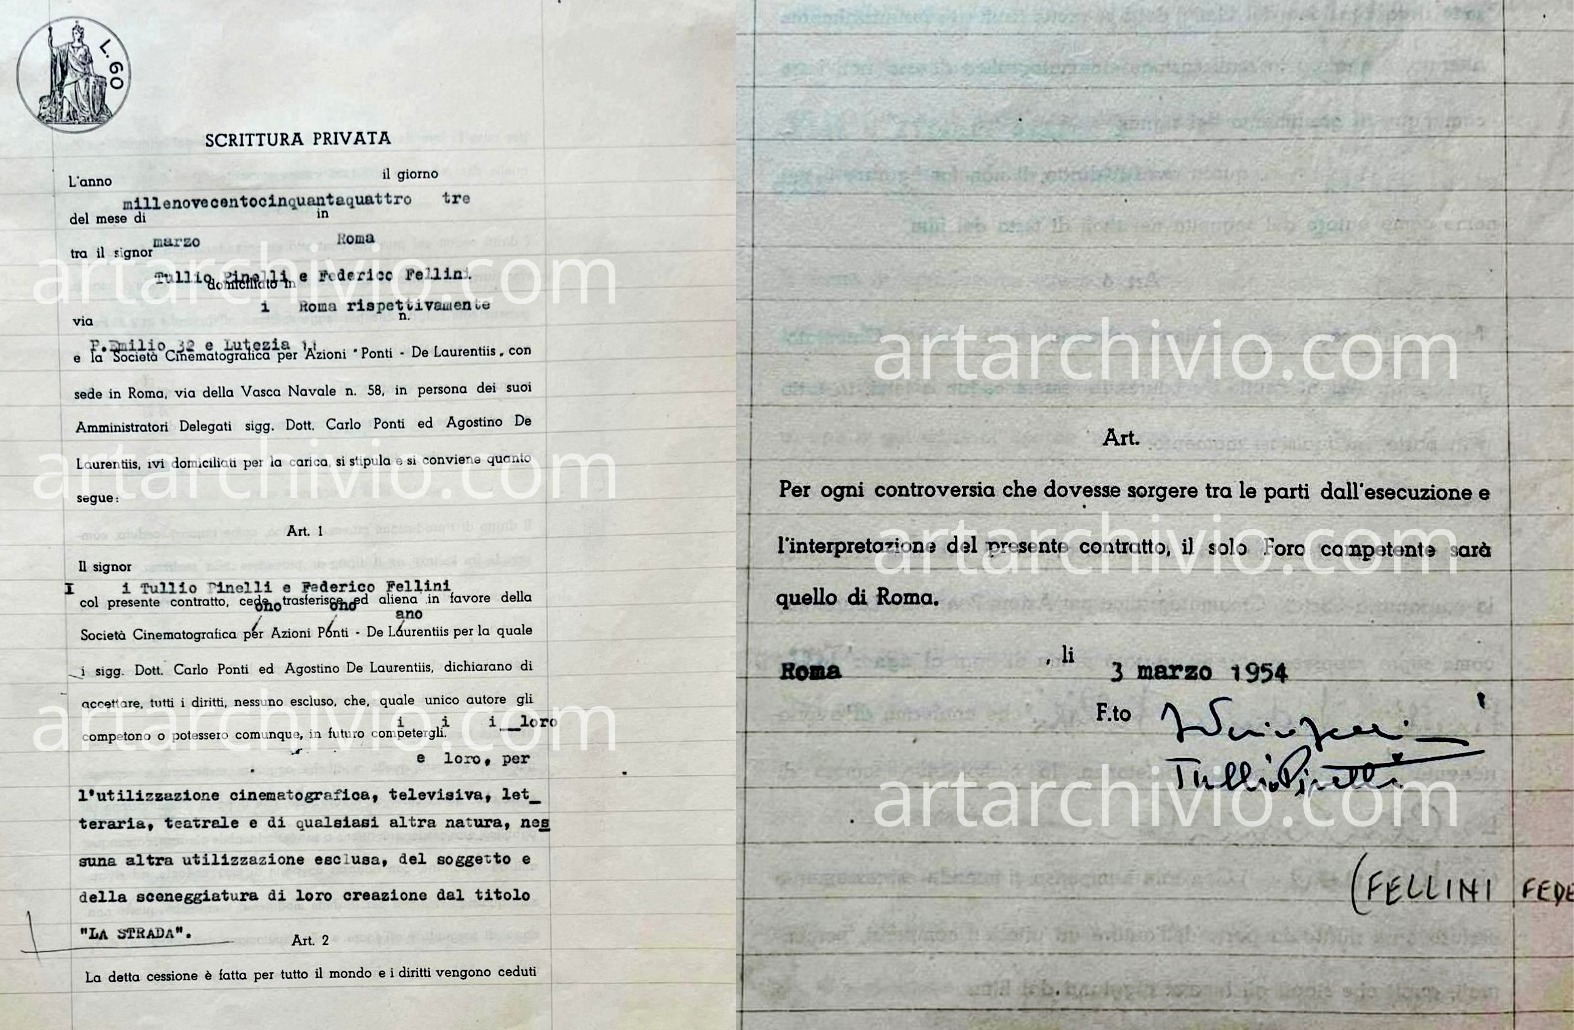 L. 60
SCRITTURA PRIVATA
L'anno il giorno
millenovecentocinquantaquattro tre
del mese di in
marzo Roma
tra il signor
Tullio Pinelli e Federico Fellini.
domiciliato in
i Roma rispettivamente
via n.
P.Emilio 32 e Lutezia 11
e la Società Cinematografica per Azioni " Ponti - De Laurentiis „ con
sede in Roma, via della Vasca Navale n. 58, in persona dei suoi
Amministratori Delegati sigg. Dott. Carlo Ponti ed Agostino De
Laurentiis, ivi domiciliati per la carica, si stipula e si conviene quanto
segue:
Art. 1
Il signor
I i Tullio Pinelli e Federico Fellini
col presente contratto, cede, trasferisce ed aliena in favore della
ono ono ano
Società Cinematografica per Azioni Ponti - De Laurentiis per la quale
i sigg. Dott. Carlo Ponti ed Agostino De Laurentiis, dichiarano di
accettare, tutti i diritti, nessuno escluso, che, quale unico autore gli
i i i loro
competono o potessero comunque, in futuro competergli.
e loro, per
l'utilizzazione cinematografica, televisiva, let_
teraria, teatrale e di qualsiasi altra natura, nes
suna altra utilizzazione esclusa, del soggetto e
della sceneggiatura di loro creazione dal titolo
"LA STRADA".
Art. 2
La detta cessione è fatta per tutto il mondo e i diritti vengono ceduti
artarchivio.com
artarchivio.com
artarchivio.com
Art.
Per ogni controversia che dovesse sorgere tra le parti dall'esecuzione e
l'interpretazione del presente contratto, il solo Foro competente sarà
quello di Roma.
Roma , li 3 marzo 1954
F.to
Tullio Pinelli
(FELLINI FEDE
artarchivio.com
artarchivio.com
artarchivio.com